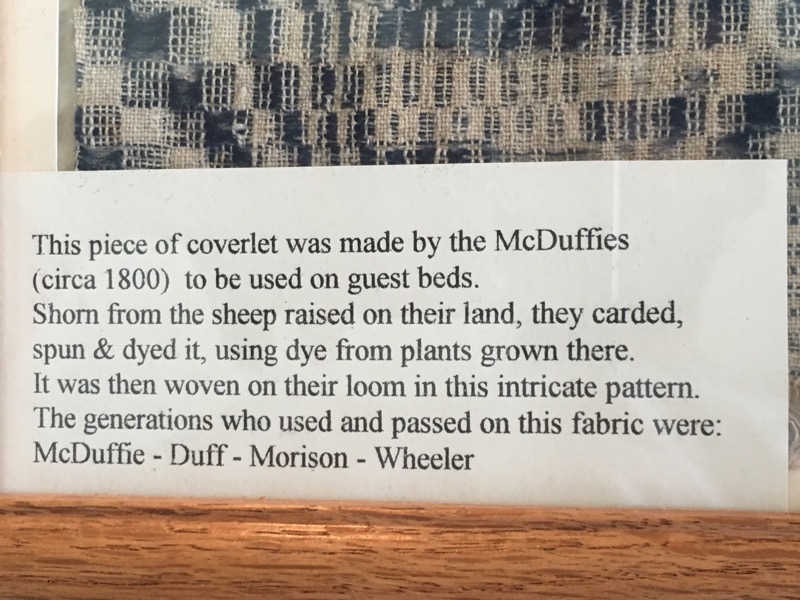 This piece of coverlet was made by the McDuffies
(circa 1800)  to be used on guest beds.
Shorn from the sheep raised on their land, they carded,
spun & dyed it, using dye from plants grown there.
It was then woven on their loom in this intricate pattern.
The generations who used and passed on this fabric were:
McDuffie - Duff - Morison - Wheeler